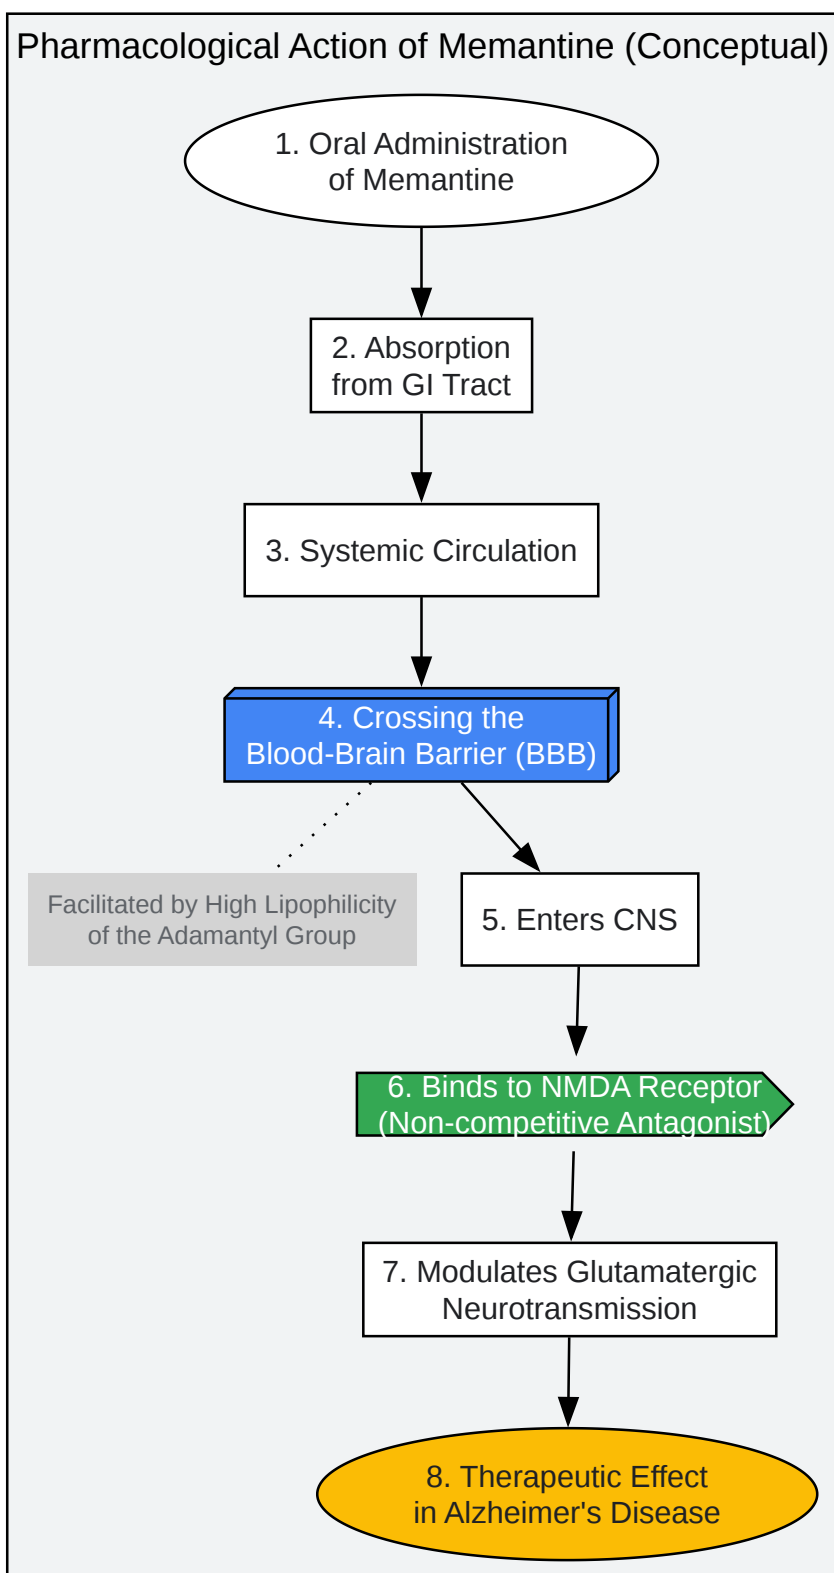 Pharmacological Action of Memantine (Conceptual)
1. Oral Administration
of Memantine
2. Absorption
from GI Tract
3. Systemic Circulation
4. Crossing the
Blood-Brain Barrier (BBB)
Facilitated by High Lipophilicity
of the Adamantyl Group
5. Enters CNS
6. Binds to NMDA Receptor
(Non-competitive Antagonist)
7. Modulates Glutamatergic
Neurotransmission
8. Therapeutic Effect
in Alzheimer's Disease